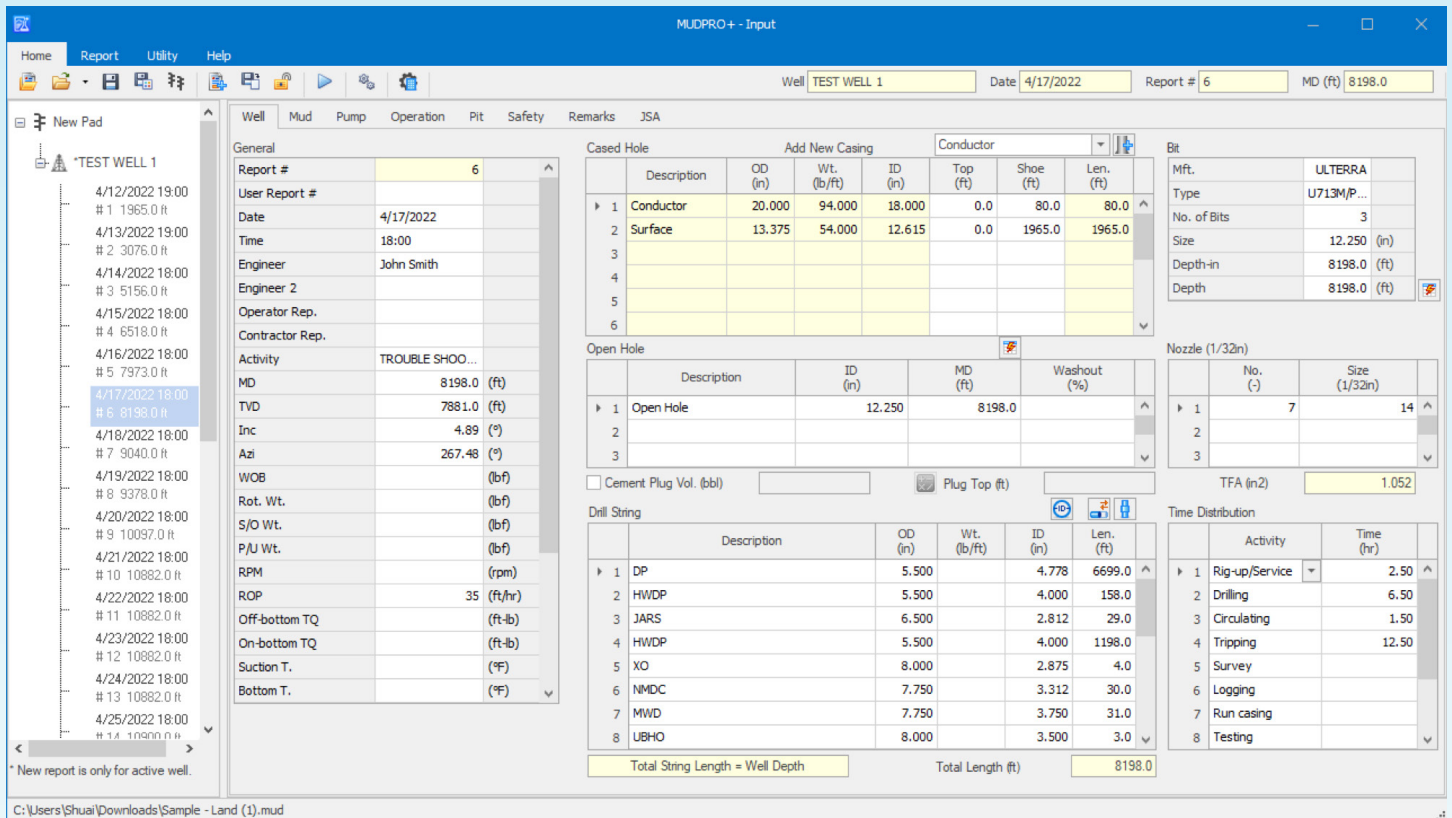 MUDPRO+ - Input
Home Report Utility Help
Well TEST WELL 1 Date 4/17/2022 Report # 6 MD (ft) 8198.0
New Pad
*TEST WELL 1
4/12/2022 19:00
# 1 1965.0 ft
4/13/2022 19:00
# 2 3076.0 ft
4/14/2022 18:00
# 3 5156.0 ft
4/15/2022 18:00
# 4 6518.0 ft
4/16/2022 18:00
# 5 7973.0 ft
4/17/2022 18:00
# 6 8198.0 ft
4/18/2022 18:00
# 7 9040.0 ft
4/19/2022 18:00
# 8 9378.0 ft
4/20/2022 18:00
# 9 10097.0 ft
4/21/2022 18:00
# 10 10882.0 ft
4/22/2022 18:00
# 11 10882.0 ft
4/23/2022 18:00
# 12 10882.0 ft
4/24/2022 18:00
# 13 10882.0 ft
4/25/2022 18:00
# 14 10900.0 ft
* New report is only for active well.
Well Mud Pump Operation Pit Safety Remarks JSA
General
Report # 6
User Report #
Date 4/17/2022
Time 18:00
Engineer John Smith
Engineer 2
Operator Rep.
Contractor Rep.
Activity TROUBLE SHOO...
MD 8198.0 (ft)
TVD 7881.0 (ft)
Inc 4.89 (º)
Azi 267.48 (º)
WOB (lbf)
Rot. Wt. (lbf)
S/O Wt. (lbf)
P/U Wt. (lbf)
RPM (rpm)
ROP 35 (ft/hr)
Off-bottom TQ (ft-lb)
On-bottom TQ (ft-lb)
Suction T. (ºF)
Bottom T. (ºF)
Cased Hole Add New Casing Conductor
Description OD (in) Wt. (lb/ft) ID (in) Top (ft) Shoe (ft) Len. (ft)
1 Conductor 20.000 94.000 18.000 0.0 80.0 80.0
2 Surface 13.375 54.000 12.615 0.0 1965.0 1965.0
3
4
5
6
Open Hole
Description ID (in) MD (ft) Washout (%)
1 Open Hole 12.250 8198.0
2
3
Cement Plug Vol. (bbl) Plug Top (ft)
Drill String
Description OD (in) Wt. (lb/ft) ID (in) Len. (ft)
1 DP 5.500 4.778 6699.0
2 HWDP 5.500 4.000 158.0
3 JARS 6.500 2.812 29.0
4 HWDP 5.500 4.000 1198.0
5 XO 8.000 2.875 4.0
6 NMDC 7.750 3.312 30.0
7 MWD 7.750 3.750 31.0
8 UBHO 8.000 3.500 3.0
Total String Length = Well Depth Total Length (ft) 8198.0
Bit
Mft. ULTERRA
Type U713M/P...
No. of Bits 3
Size 12.250 (in)
Depth-in 8198.0 (ft)
Depth 8198.0 (ft)
Nozzle (1/32in)
No. (-) Size (1/32in)
1 7 14
2
3
TFA (in2) 1.052
Time Distribution
Activity Time (hr)
1 Rig-up/Service 2.50
2 Drilling 6.50
3 Circulating 1.50
4 Tripping 12.50
5 Survey
6 Logging
7 Run casing
8 Testing
C:\Users\Shuai\Downloads\Sample - Land (1).mud